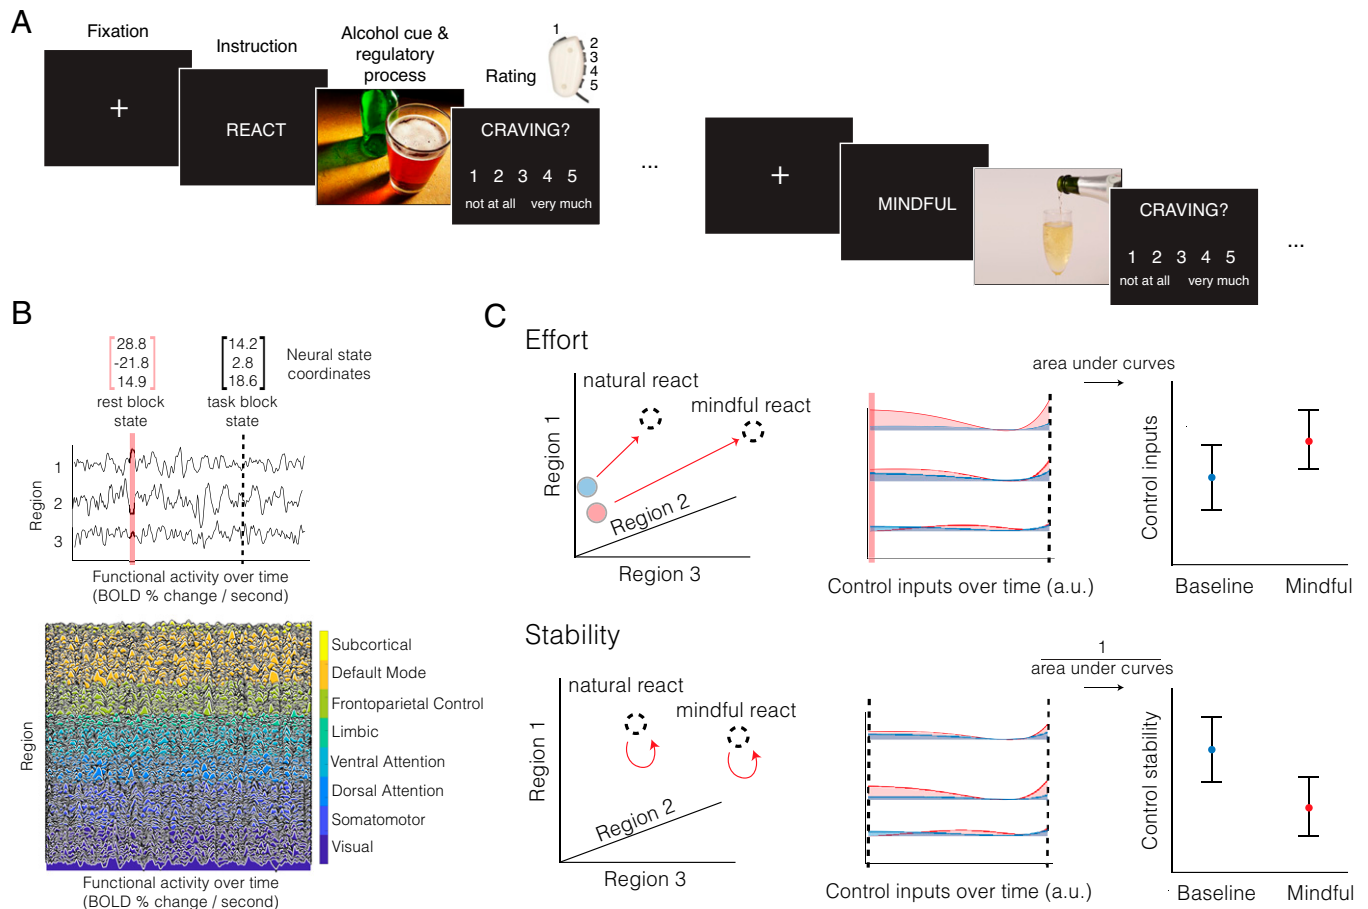 A
Fixation
Instruction
Alcohol cue &
regulatory
process
Rating
1
2
3
4
5
+
REACT
CRAVING?
1 2 3 4 5
not at all very much
...
+
MINDFUL
CRAVING?
1 2 3 4 5
not at all very much
...
B
28.8
-21.8
14.9
14.2
2.8
18.6
Neural state
coordinates
rest block
state
task block
state
Region
1
2
3
Functional activity over time
(BOLD % change / second)
Region
Subcortical
Default Mode
Frontoparietal Control
Limbic
Ventral Attention
Dorsal Attention
Somatomotor
Visual
Functional activity over time
(BOLD % change / second)
C
Effort
natural react
mindful react
Region 1
Region 2
Region 3
Control inputs over time (a.u.)
area under curves
Control inputs
Baseline
Mindful
Stability
natural react
mindful react
Region 1
Region 2
Region 3
Control inputs over time (a.u.)
1
area under curves
Control stability
Baseline
Mindful